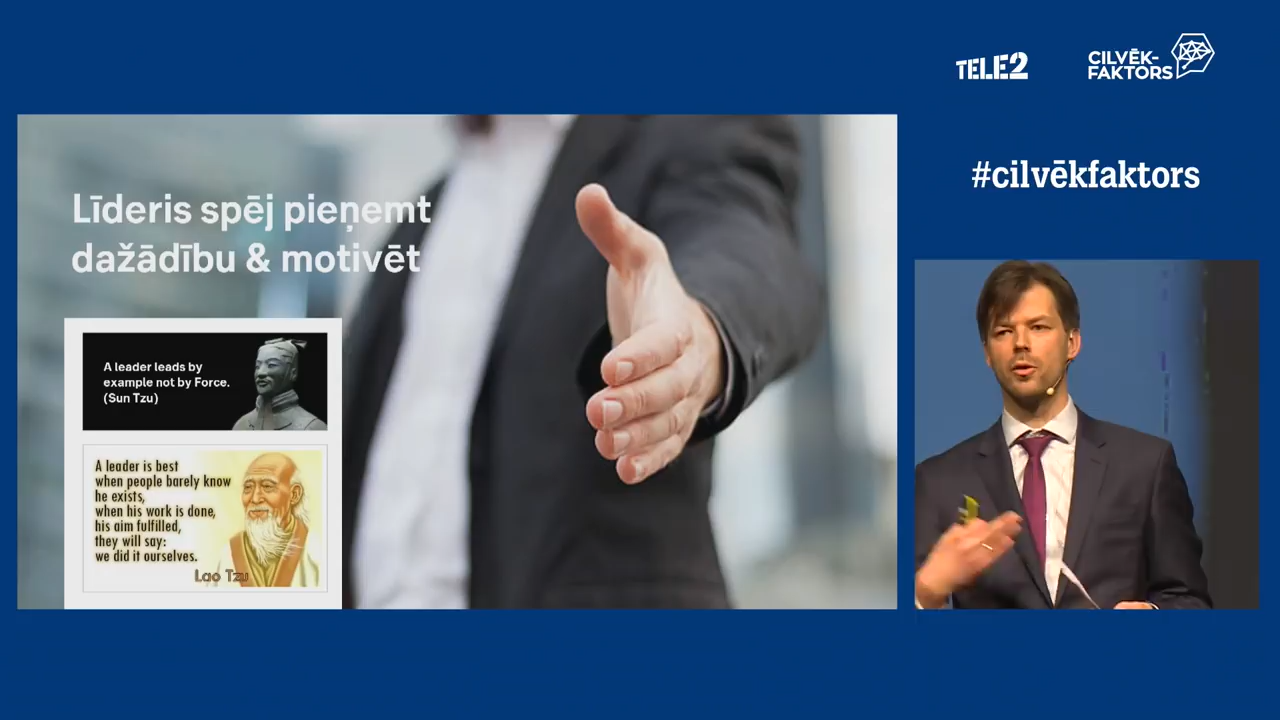 TELE2
CILVĒK-
FAKTORS
#cilvēkfaktors
Līderis spēj pieņemt
dažādību & motivēt
A leader leads by
example not by Force.
(Sun Tzu)
A leader is best
when people barely know
he exists,
when his work is done,
his aim fulfilled,
they will say:
we did it ourselves.
Lao Tzu